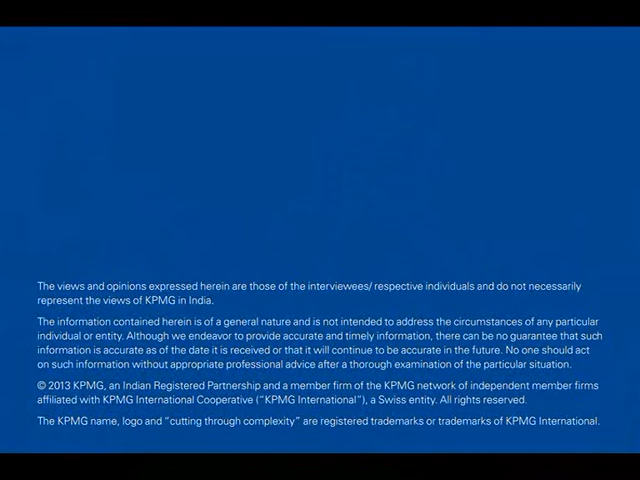 The views and opinions expressed herein are those of the interviewees/ respective individuals and do not necessarily
represent the views of KPMG in India.
The information contained herein is of a general nature and is not intended to address the circumstances of any particular
individual or entity. Although we endeavor to provide accurate and timely information, there can be no guarantee that such
information is accurate as of the date it is received or that it will continue to be accurate in the future. No one should act
on such information without appropriate professional advice after a thorough examination of the particular situation.
© 2013 KPMG, an Indian Registered Partnership and a member firm of the KPMG network of independent member firms
affiliated with KPMG International Cooperative (“KPMG International”), a Swiss entity. All rights reserved.
The KPMG name, logo and “cutting through complexity” are registered trademarks or trademarks of KPMG International.